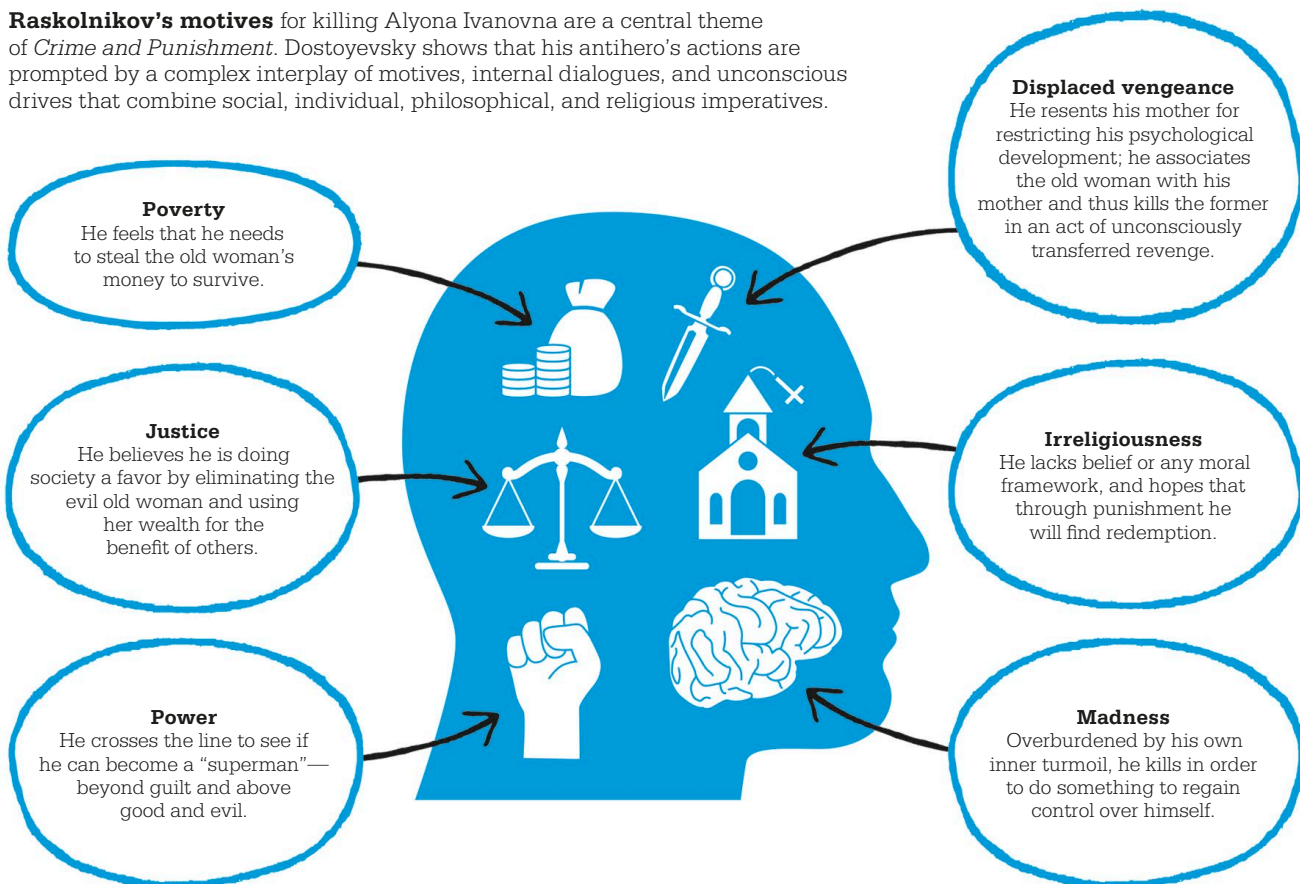 Raskolnikov’s motives for killing Alyona Ivanovna are a central theme
of Crime and Punishment. Dostoyevsky shows that his antihero’s actions are
prompted by a complex interplay of motives, internal dialogues, and unconscious
drives that combine social, individual, philosophical, and religious imperatives.
Poverty
He feels that he needs
to steal the old woman’s
money to survive.
Justice
He believes he is doing
society a favor by eliminating the
evil old woman and using
her wealth for the
benefit of others.
Power
He crosses the line to see if
he can become a “superman”—
beyond guilt and above
good and evil.
Displaced vengeance
He resents his mother for
restricting his psychological
development; he associates
the old woman with his
mother and thus kills the former
in an act of unconsciously
transferred revenge.
Irreligiousness
He lacks belief or any moral
framework, and hopes that
through punishment he
will find redemption.
Madness
Overburdened by his own
inner turmoil, he kills in order
to do something to regain
control over himself.